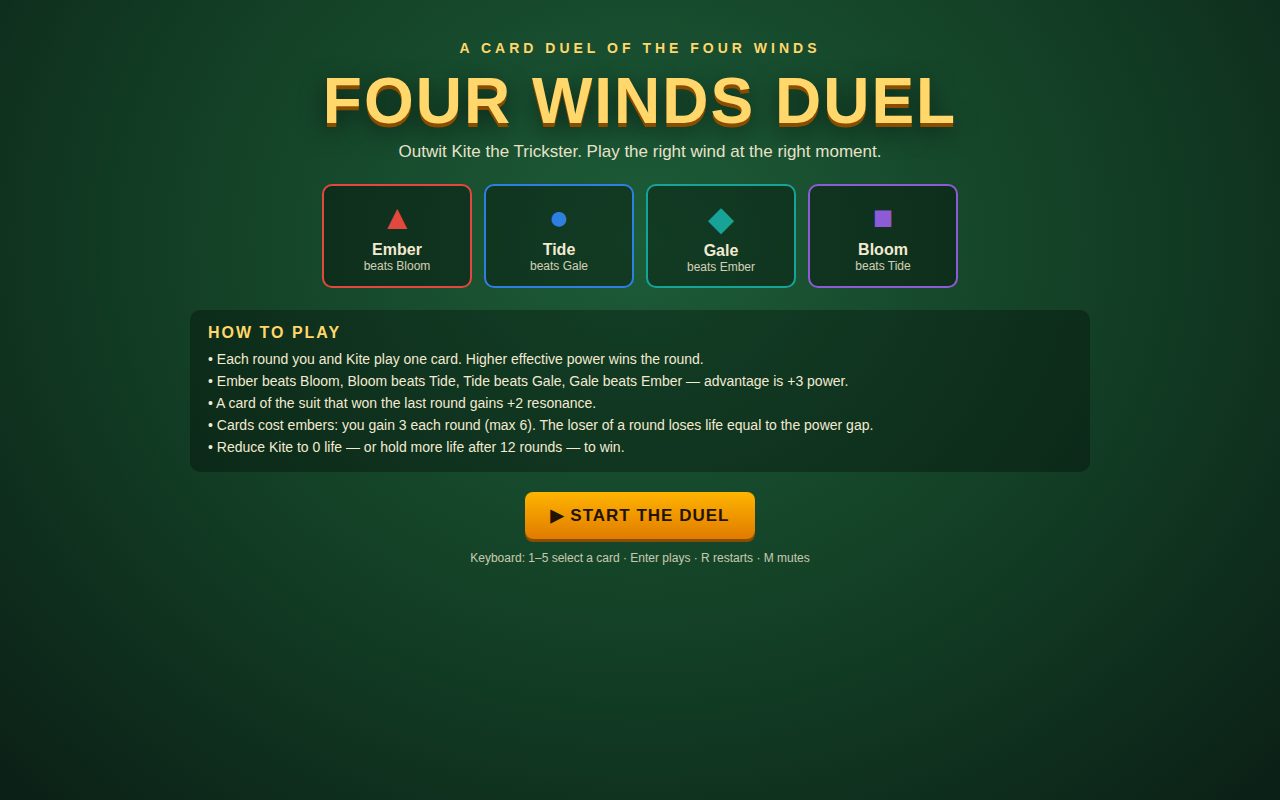 A CARD DUEL OF THE FOUR WINDS
FOUR WINDS DUEL
Outwit Kite the Trickster. Play the right wind at the right moment.
Ember
beats Bloom
Tide
beats Gale
Gale
beats Ember
Bloom
beats Tide
HOW TO PLAY
• Each round you and Kite play one card. Higher effective power wins the round.
• Ember beats Bloom, Bloom beats Tide, Tide beats Gale, Gale beats Ember — advantage is +3 power.
• A card of the suit that won the last round gains +2 resonance.
• Cards cost embers: you gain 3 each round (max 6). The loser of a round loses life equal to the power gap.
• Reduce Kite to 0 life — or hold more life after 12 rounds — to win.
▶ START THE DUEL
Keyboard: 1–5 select a card · Enter plays · R restarts · M mutes